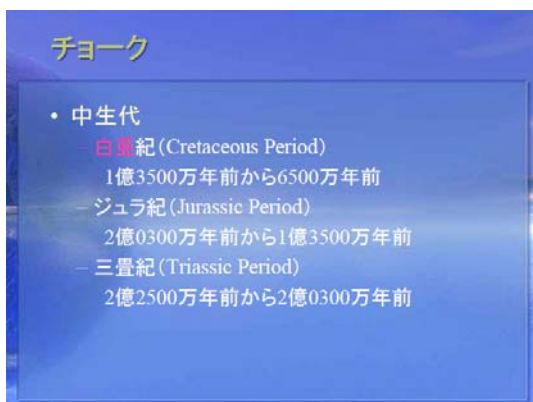 チョーク
• 中生代
– 白亜紀(Cretaceous Period)
1億3500万年前から6500万年前
– ジュラ紀(Jurassic Period)
2億0300万年前から1億3500万年前
– 三畳紀(Triassic Period)
2億2500万年前から2億0300万年前